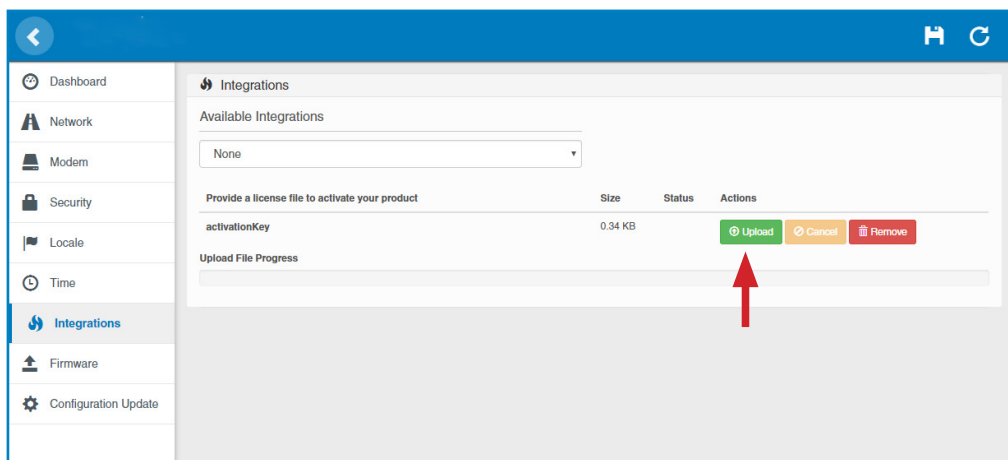 Dashboard
Network
Modem
Security
Locale
Time
Integrations
Firmware
Configuration Update
Integrations
Available Integrations
None
Provide a license file to activate your product Size Status Actions
activationKey 0.34 KB Upload Cancel Remove
Upload File Progress